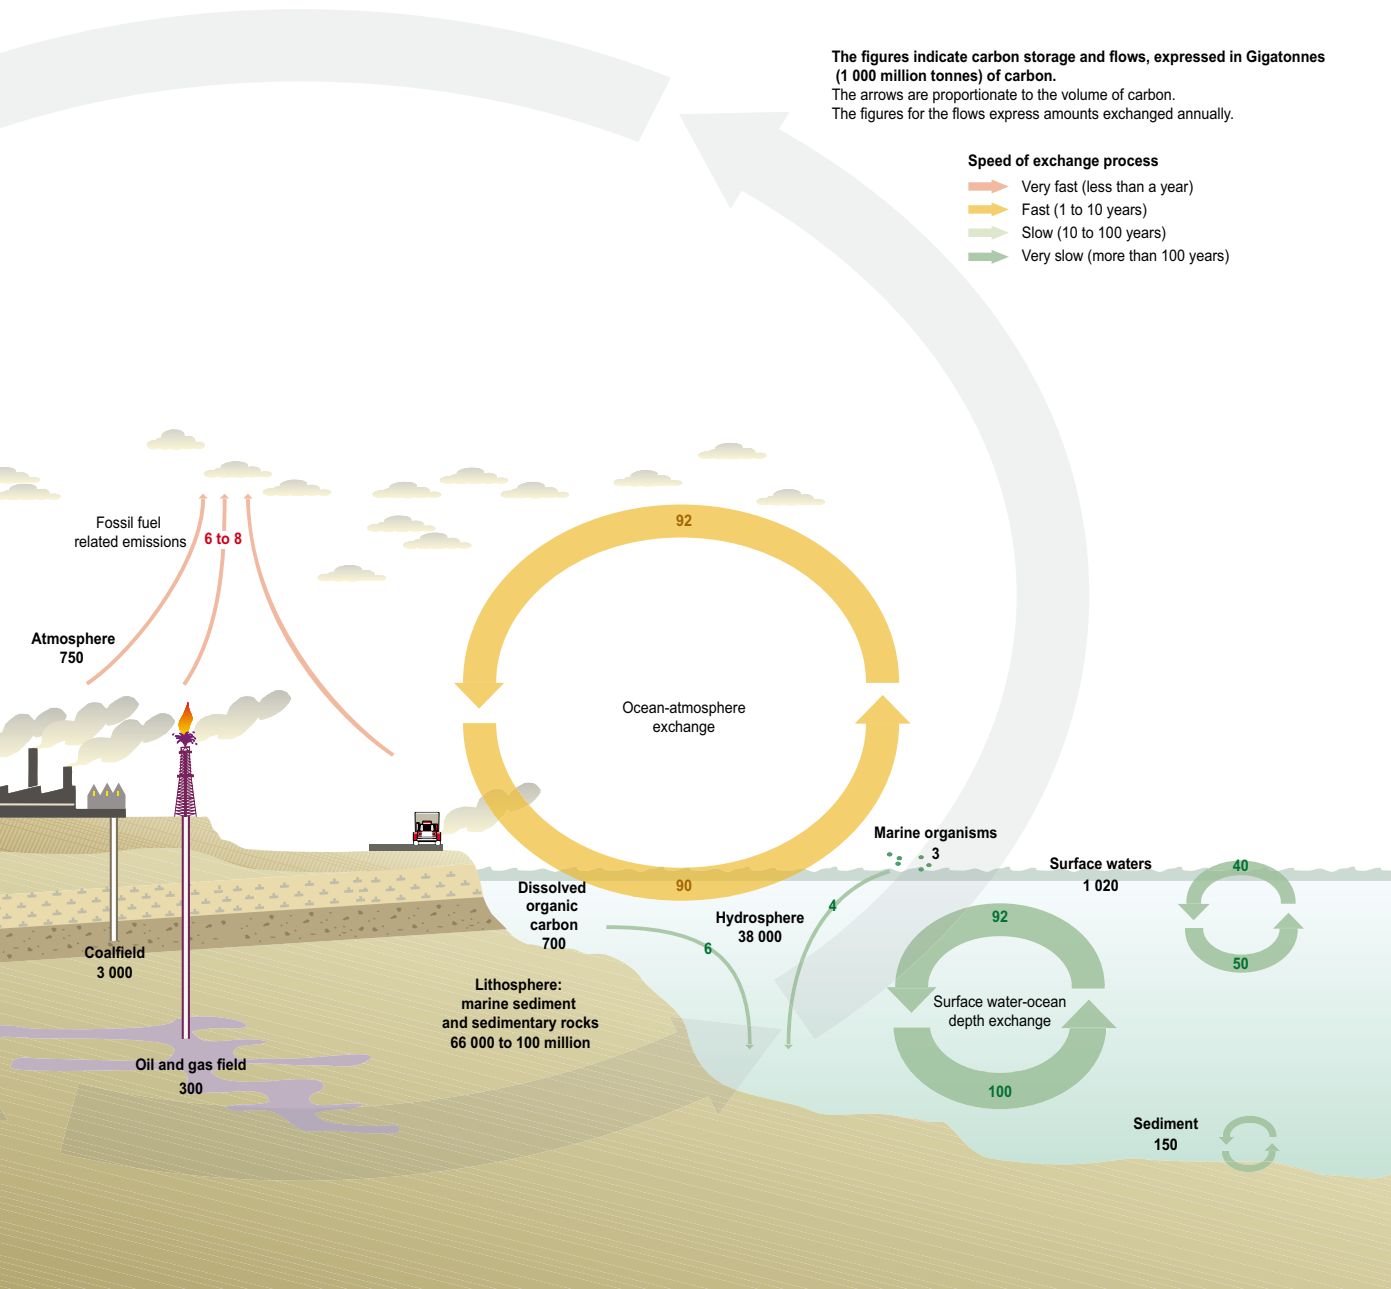 The figures indicate carbon storage and flows, expressed in Gigatonnes
(1 000 million tonnes) of carbon.
The arrows are proportionate to the volume of carbon.
The figures for the flows express amounts exchanged annually.
Speed of exchange process
Very fast (less than a year)
Fast (1 to 10 years)
Slow (10 to 100 years)
Very slow (more than 100 years)
Fossil fuel
related emissions
6 to 8
92
Atmosphere
750
Ocean-atmosphere
exchange
90
Marine organisms
3
Surface waters
1 020
40
50
Dissolved
organic
carbon
700
6
4
Hydrosphere
38 000
92
Surface water-ocean
depth exchange
100
Coalfield
3 000
Lithosphere:
marine sediment
and sedimentary rocks
66 000 to 100 million
Oil and gas field
300
Sediment
150